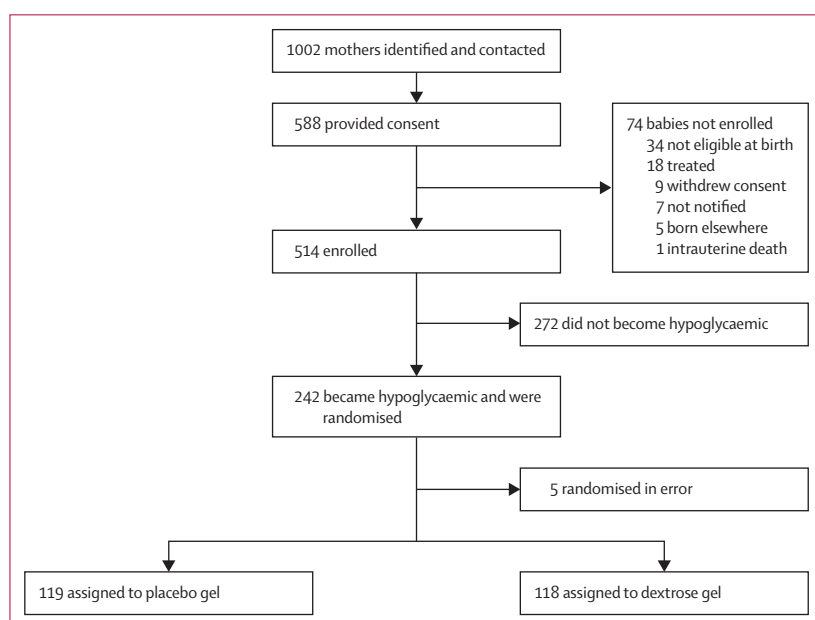 1002 mothers identified and contacted
588 provided consent
74 babies not enrolled
34 not eligible at birth
18 treated
9 withdrew consent
7 not notified
5 born elsewhere
1 intrauterine death
514 enrolled
272 did not become hypoglycaemic
242 became hypoglycaemic and were
randomised
5 randomised in error
119 assigned to placebo gel
118 assigned to dextrose gel